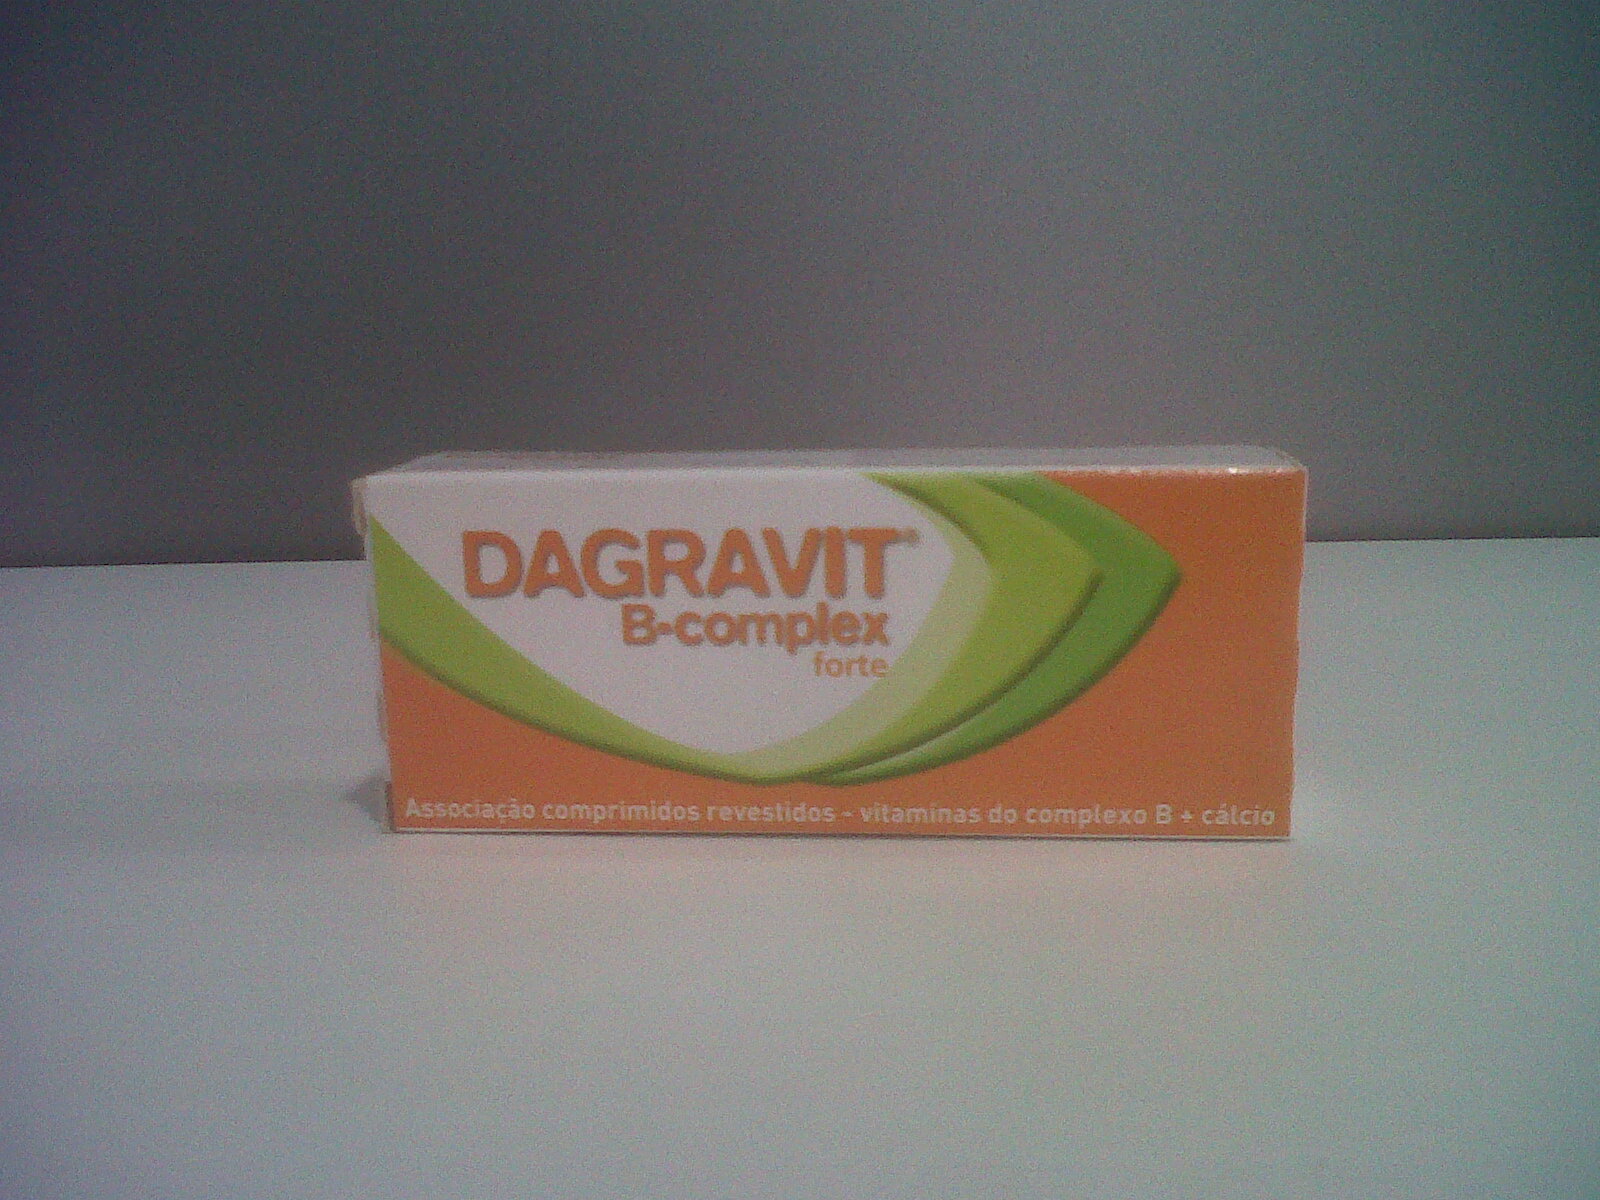 DAGRAVIT®
B-complex
forte
Associação comprimidos revestidos - vitaminas do complexo B + cálcio